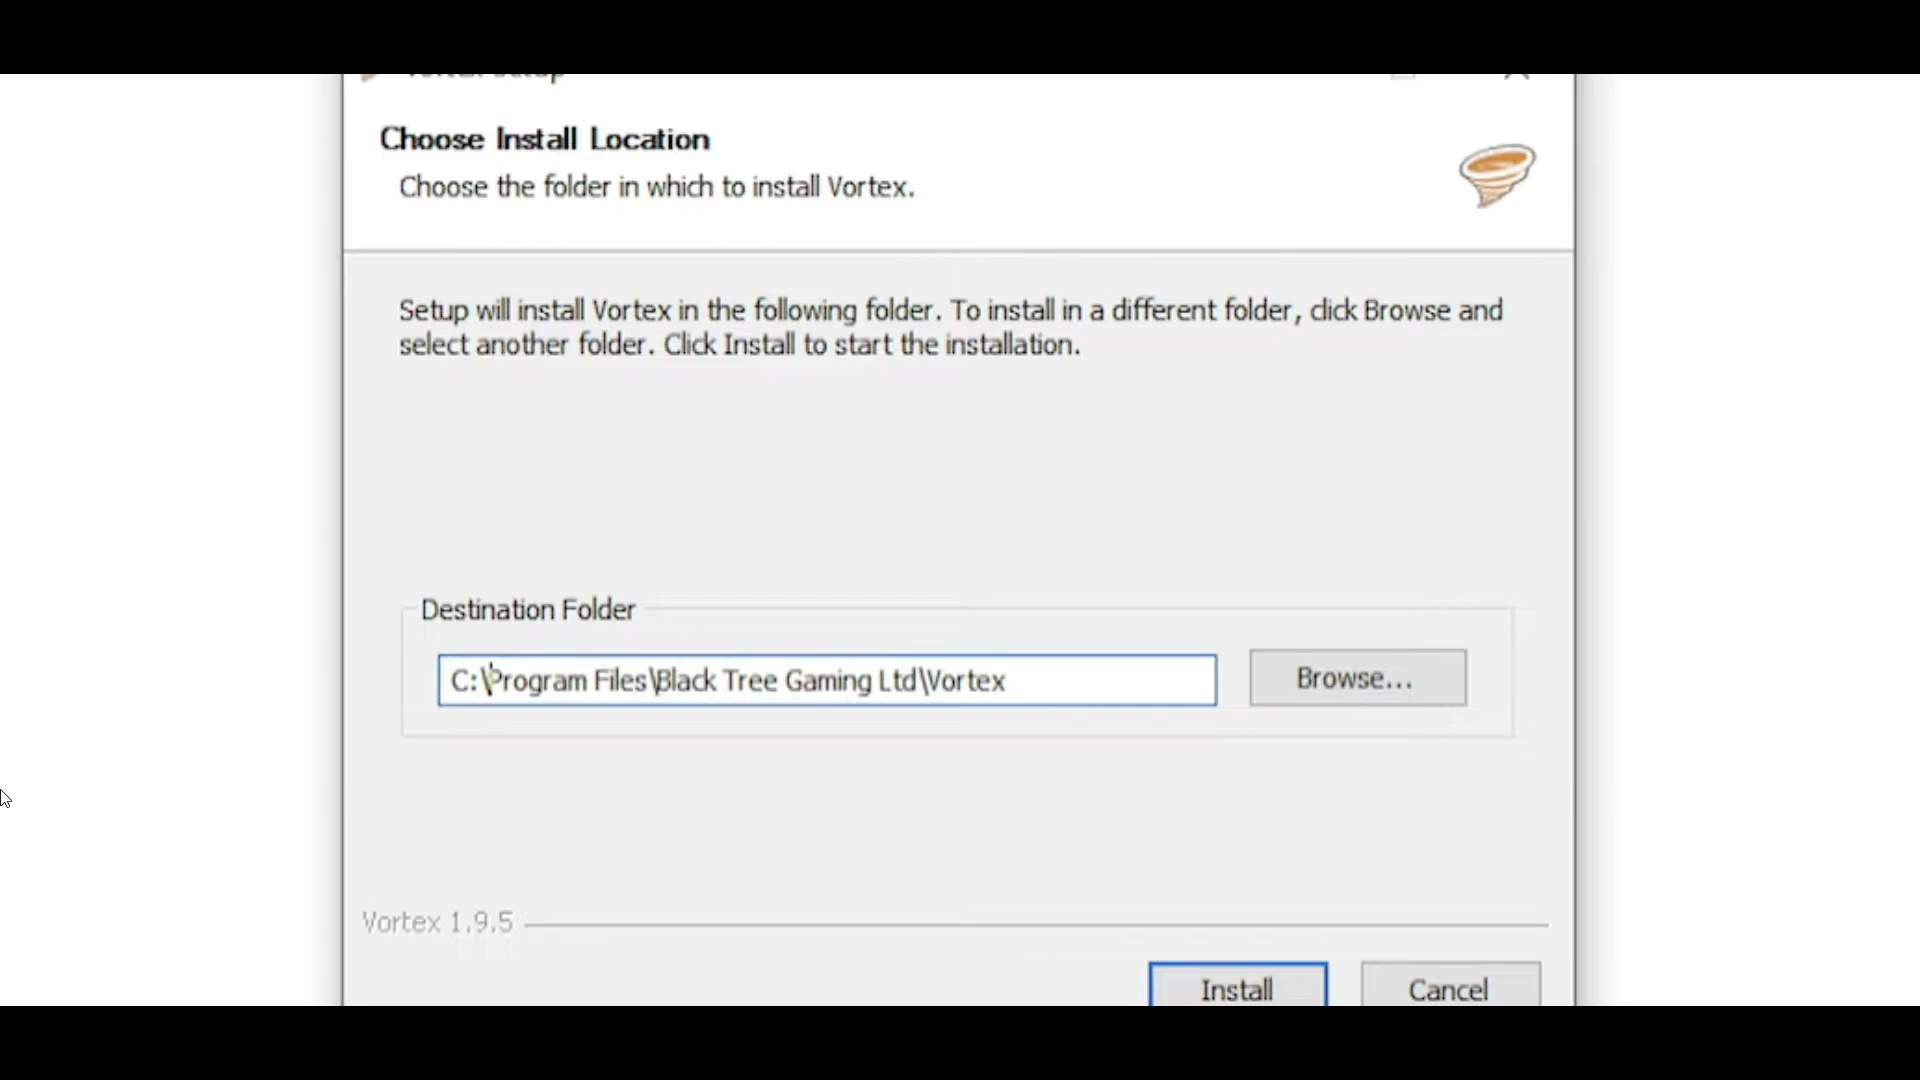 Vortex Setup
Choose Install Location
Choose the folder in which to install Vortex.
Setup will install Vortex in the following folder. To install in a different folder, click Browse and
select another folder. Click Install to start the installation.
Destination Folder
C:\Program Files\Black Tree Gaming Ltd\Vortex
Browse...
Vortex 1.9.5
Install
Cancel